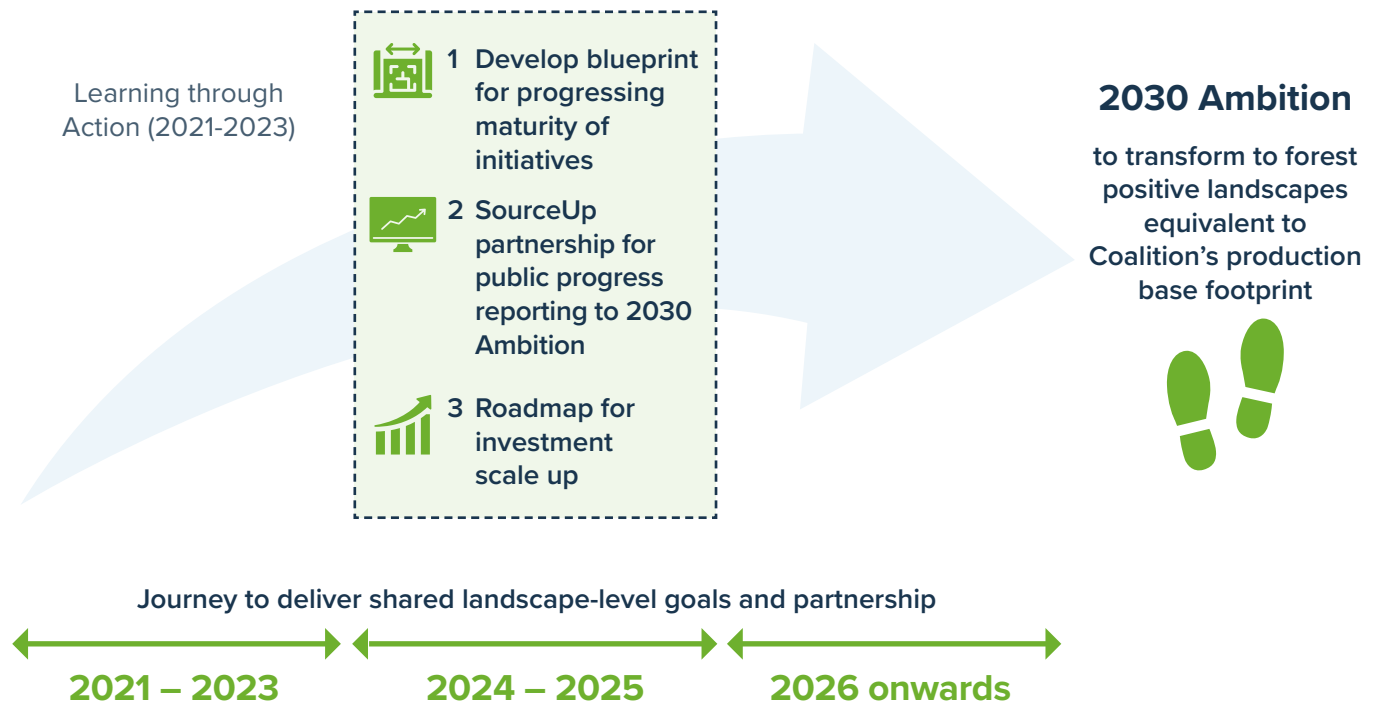 Learning through
Action (2021-2023)
1 Develop blueprint
for progressing
maturity of
initiatives
2 SourceUp
partnership for
public progress
reporting to 2030
Ambition
3 Roadmap for
investment
scale up
2030 Ambition
to transform to forest
positive landscapes
equivalent to
Coalition’s production
base footprint
Journey to deliver shared landscape-level goals and partnership
2021 – 2023
2024 – 2025
2026 onwards